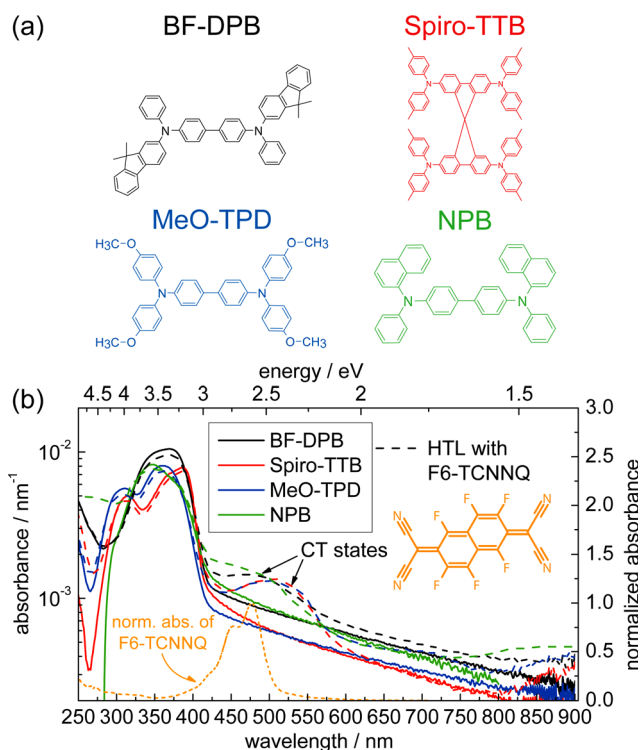 (a)
BF-DPB
Spiro-TTB
N
N
N
N
N
N
MeO-TPD
NPB
H3C-O
O-CH3
N
N
H3C-O
O-CH3
N
N
energy / eV
(b)
4.5 4 3.5 3 2.5 2 1.5
BF-DPB
Spiro-TTB
MeO-TPD
NPB
HTL with
F6-TCNNQ
CT states
CN
F
F
F
CN
CN
F
F
F
CN
norm. abs. of
F6-TCNNQ
absorbance / nm⁻¹
10⁻²
10⁻³
normalized absorbance
3.0
2.5
2.0
1.5
1.0
0.5
0.0
250 300 350 400 450 500 550 600 650 700 750 800 850 900
wavelength / nm